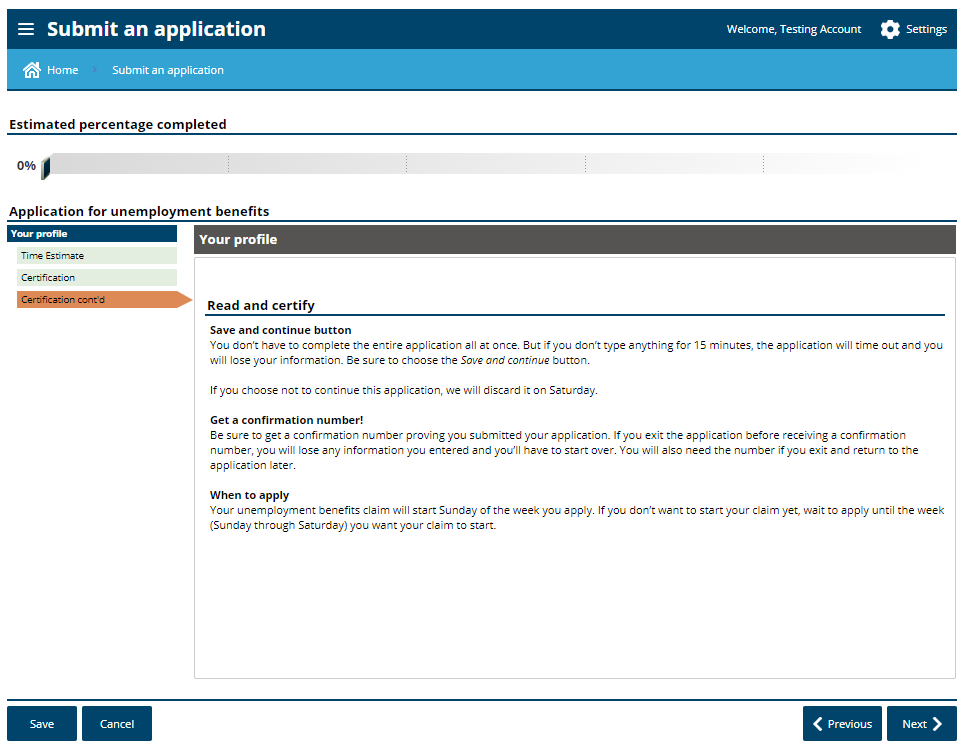 Submit an application
Welcome, Testing Account
Settings
Home
Submit an application
Estimated percentage completed
0%
Application for unemployment benefits
Your profile
Time Estimate
Certification
Certification cont'd
Your profile
Read and certify
Save and continue button
You don't have to complete the entire application all at once. But if you don't type anything for 15 minutes, the application will time out and you
will lose your information. Be sure to choose the Save and continue button.
If you choose not to continue this application, we will discard it on Saturday.
Get a confirmation number!
Be sure to get a confirmation number proving you submitted your application. If you exit the application before receiving a confirmation
number, you will lose any information you entered and you'll have to start over. You will also need the number if you exit and return to the
application later.
When to apply
Your unemployment benefits claim will start Sunday of the week you apply. If you don't want to start your claim yet, wait to apply until the week
(Sunday through Saturday) you want your claim to start.
Save
Cancel
Previous
Next